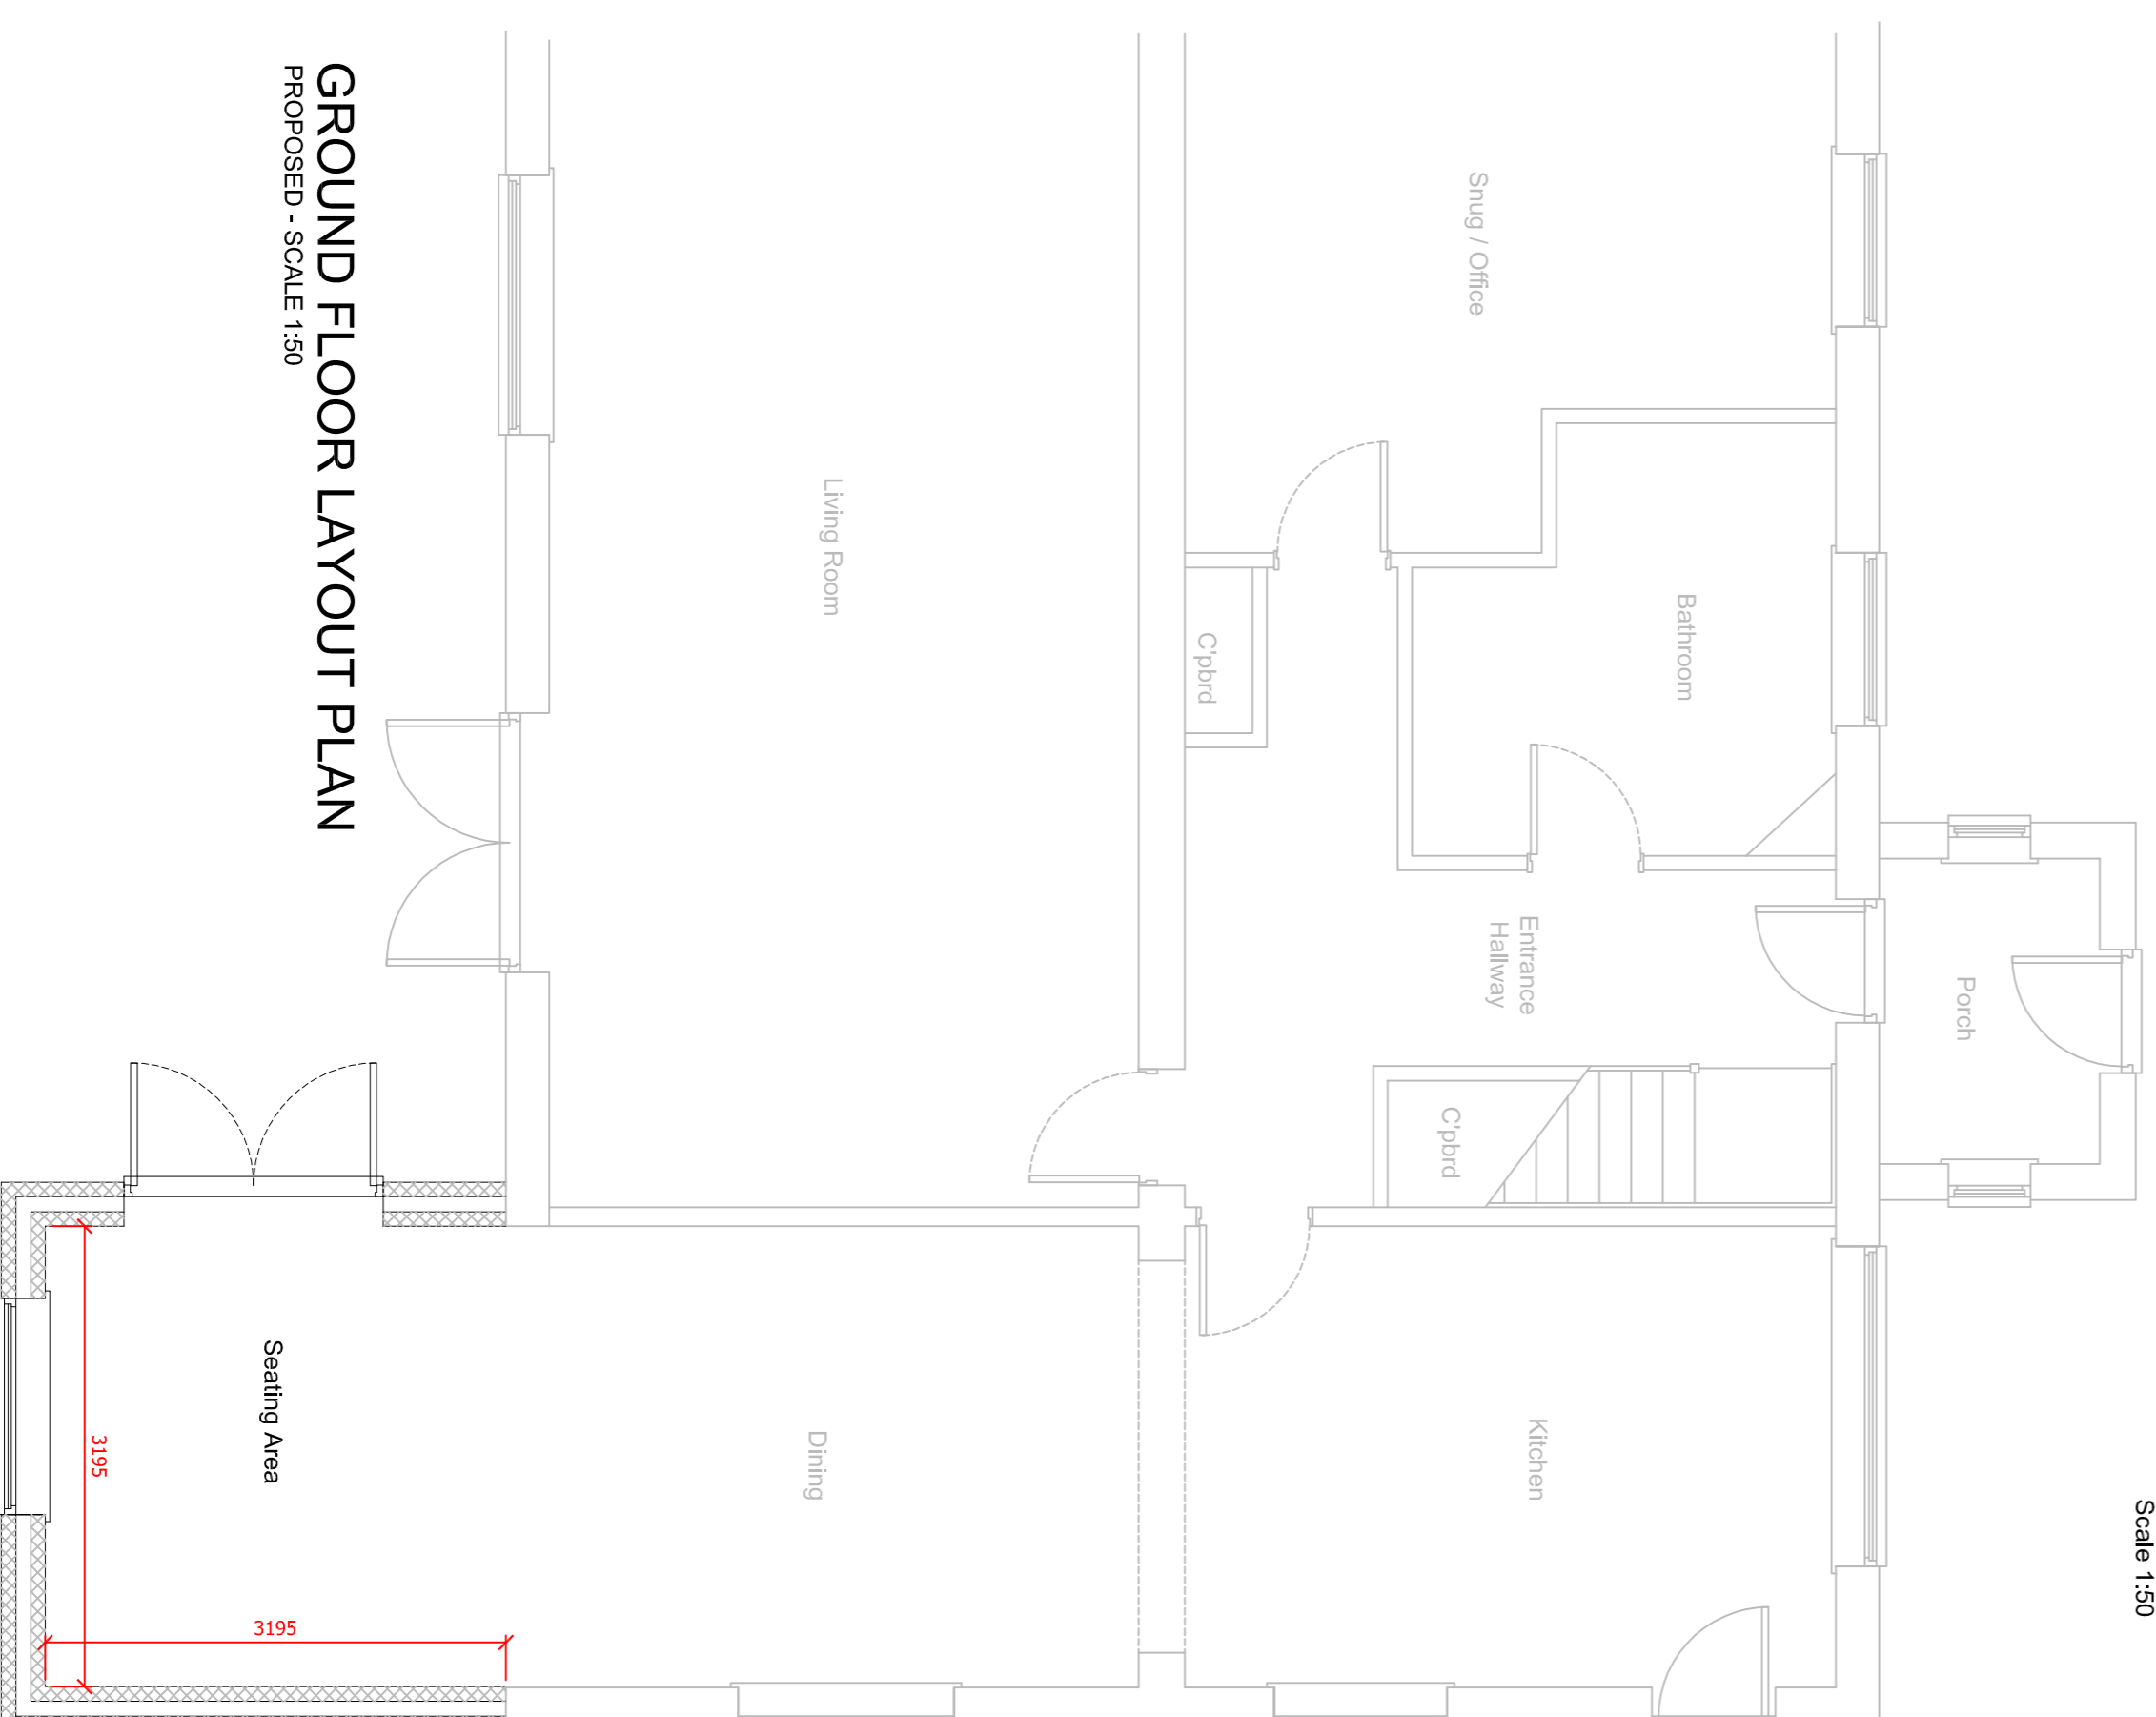 Scale 1:50
Porch
Snug / Office
Bathroom
Entrance
Hallway
C'pbrd
C'pbrd
Kitchen
Living Room
Dining
Seating Area
3195
3195
GROUND FLOOR LAYOUT PLAN
PROPOSED - SCALE 1:50